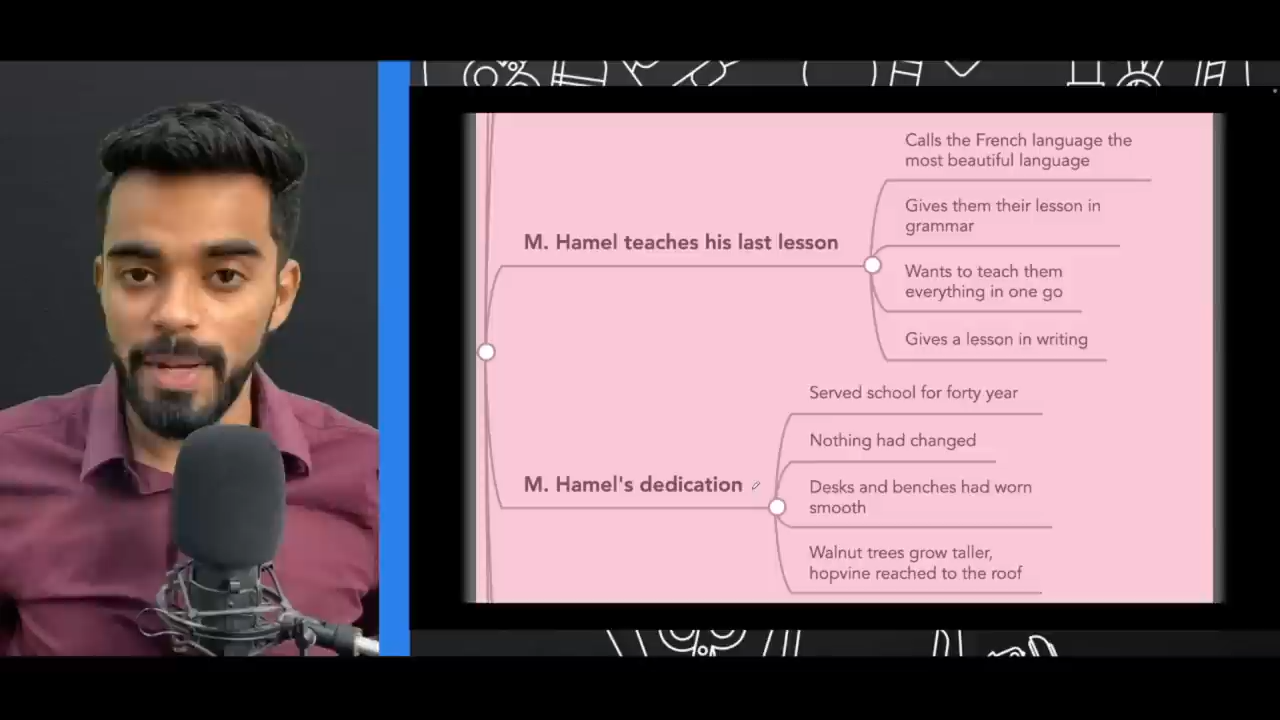 Calls the French language the
most beautiful language
Gives them their lesson in
grammar
M. Hamel teaches his last lesson
Wants to teach them
everything in one go
Gives a lesson in writing
Served school for forty year
Nothing had changed
M. Hamel's dedication
Desks and benches had worn
smooth
Walnut trees grow taller,
hopvine reached to the roof